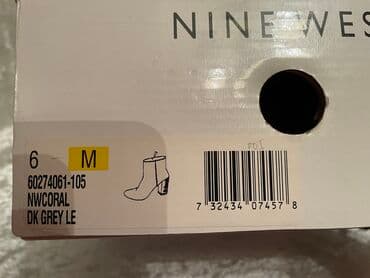 NINE WES
6 M
60274061-105
NWCORAL
DK GREY LE
7 32434 07457 8